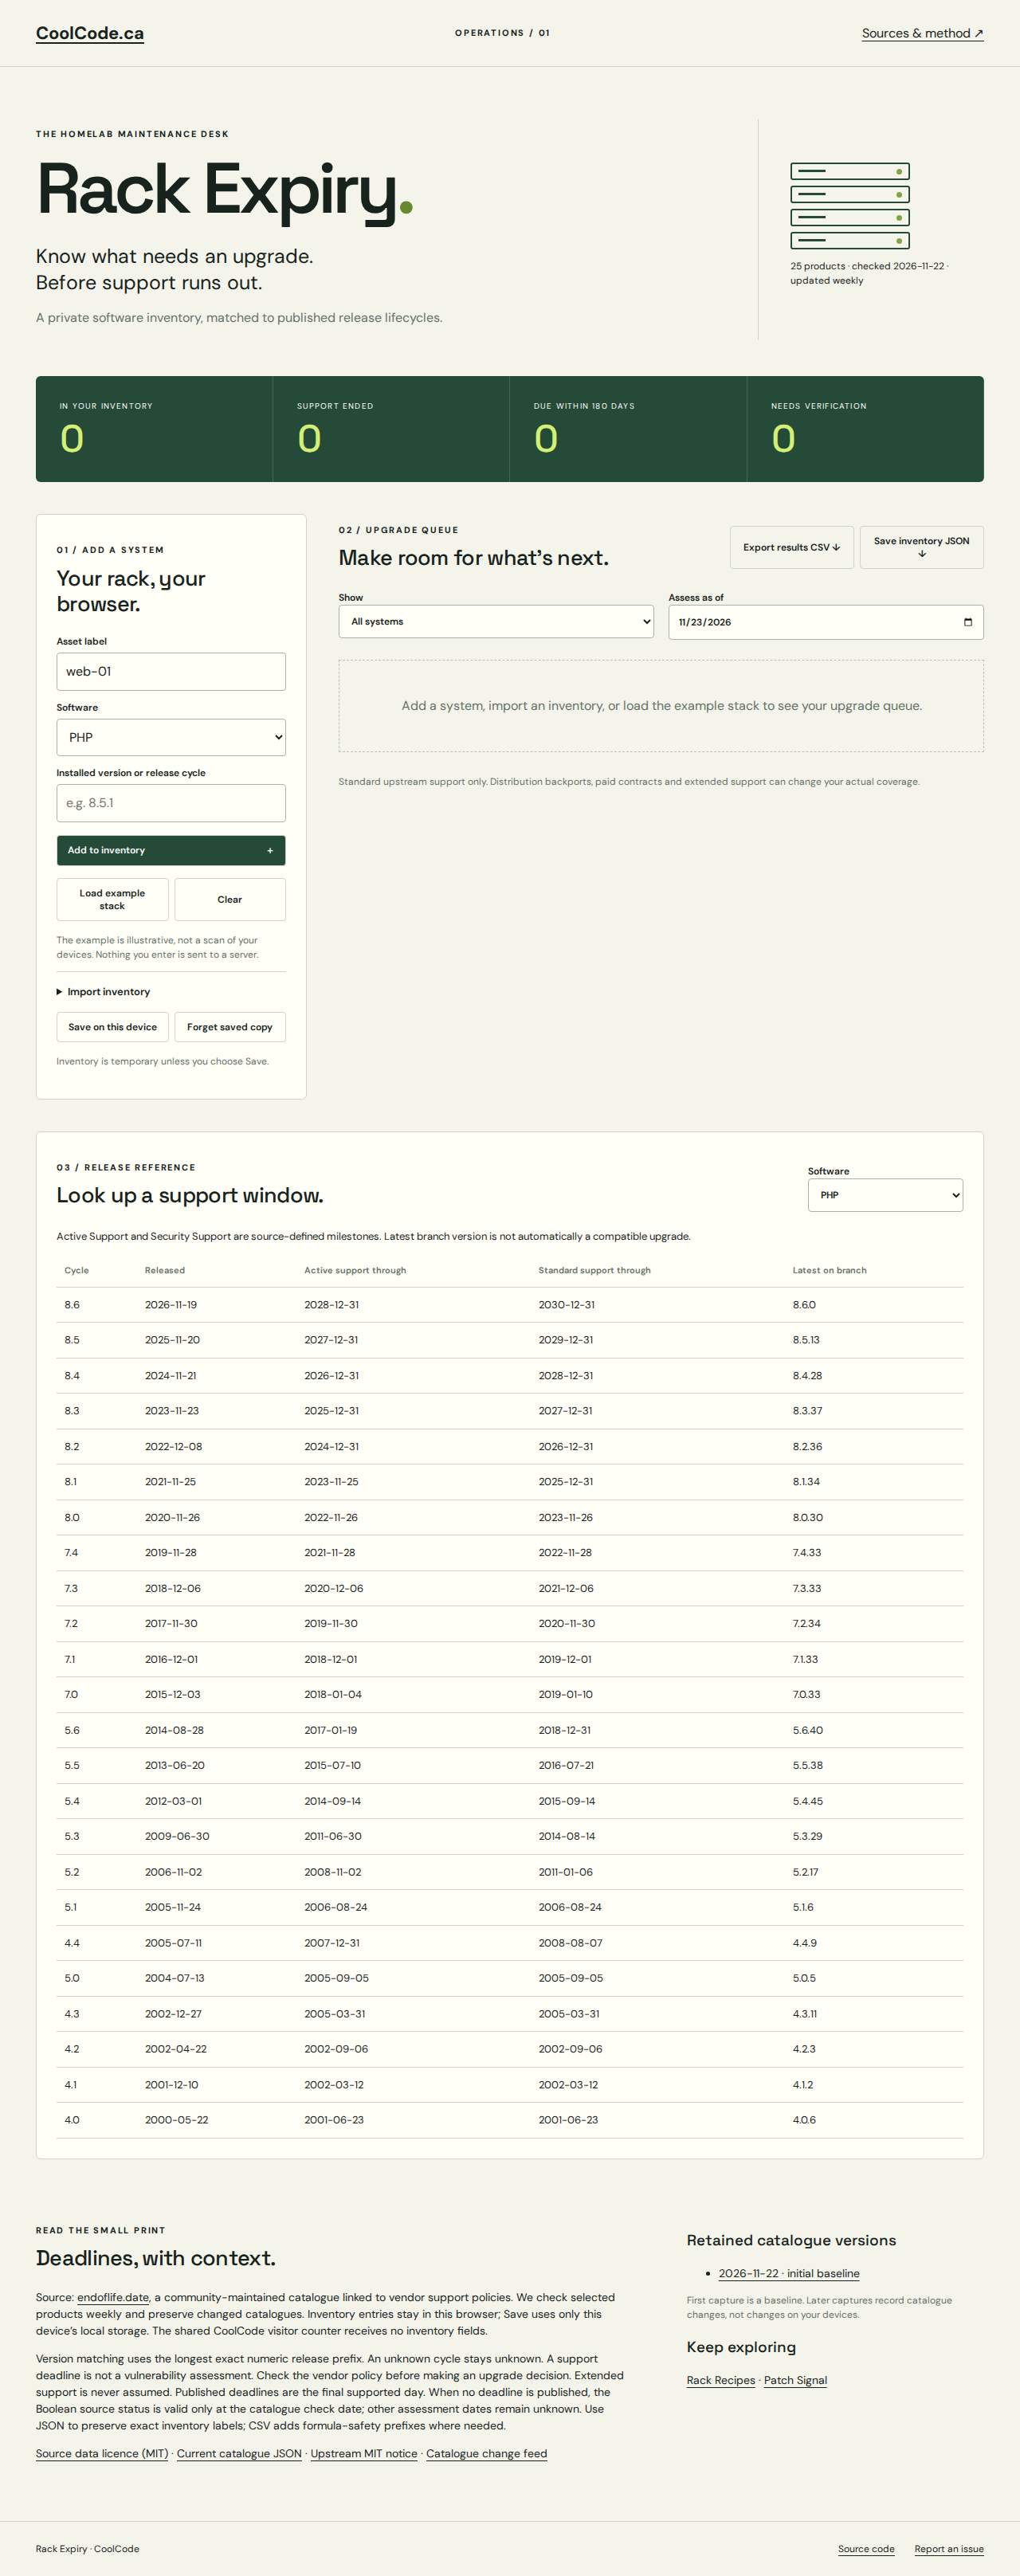 CoolCode.ca
OPERATIONS / 01
Sources & method ↗
THE HOMELAB MAINTENANCE DESK
Rack Expiry.
Know what needs an upgrade.
Before support runs out.
A private software inventory, matched to published release lifecycles.
25 products · checked 2026-11-22 ·
updated weekly
IN YOUR INVENTORY
0
SUPPORT ENDED
0
DUE WITHIN 180 DAYS
0
NEEDS VERIFICATION
0
01 / ADD A SYSTEM
Your rack, your
browser.
Asset label
web-01
Software
PHP
Installed version or release cycle
e.g. 8.5.1
Add to inventory +
Load example
stack
Clear
The example is illustrative, not a scan of your
devices. Nothing you enter is sent to a server.
▶ Import inventory
Save on this device
Forget saved copy
Inventory is temporary unless you choose Save.
02 / UPGRADE QUEUE
Make room for what’s next.
Export results CSV ↓
Save inventory JSON
↓
Show
All systems
Assess as of
11/23/2026
Add a system, import an inventory, or load the example stack to see your upgrade queue.
Standard upstream support only. Distribution backports, paid contracts and extended support can change your actual coverage.
03 / RELEASE REFERENCE
Look up a support window.
Software
PHP
Active Support and Security Support are source-defined milestones. Latest branch version is not automatically a compatible upgrade.
Cycle Released Active support through Standard support through Latest on branch
8.6 2026-11-19 2028-12-31 2030-12-31 8.6.0
8.5 2025-11-20 2027-12-31 2029-12-31 8.5.13
8.4 2024-11-21 2026-12-31 2028-12-31 8.4.28
8.3 2023-11-23 2025-12-31 2027-12-31 8.3.37
8.2 2022-12-08 2024-12-31 2026-12-31 8.2.36
8.1 2021-11-25 2023-11-25 2025-12-31 8.1.34
8.0 2020-11-26 2022-11-26 2023-11-26 8.0.30
7.4 2019-11-28 2021-11-28 2022-11-28 7.4.33
7.3 2018-12-06 2020-12-06 2021-12-06 7.3.33
7.2 2017-11-30 2019-11-30 2020-11-30 7.2.34
7.1 2016-12-01 2018-12-01 2019-12-01 7.1.33
7.0 2015-12-03 2018-01-04 2019-01-10 7.0.33
5.6 2014-08-28 2017-01-19 2018-12-31 5.6.40
5.5 2013-06-20 2015-07-10 2016-07-21 5.5.38
5.4 2012-03-01 2014-09-14 2015-09-14 5.4.45
5.3 2009-06-30 2011-06-30 2014-08-14 5.3.29
5.2 2006-11-02 2008-11-02 2011-01-06 5.2.17
5.1 2005-11-24 2006-08-24 2006-08-24 5.1.6
4.4 2005-07-11 2007-12-31 2008-08-07 4.4.9
5.0 2004-07-13 2005-09-05 2005-09-05 5.0.5
4.3 2002-12-27 2005-03-31 2005-03-31 4.3.11
4.2 2002-04-22 2002-09-06 2002-09-06 4.2.3
4.1 2001-12-10 2002-03-12 2002-03-12 4.1.2
4.0 2000-05-22 2001-06-23 2001-06-23 4.0.6
READ THE SMALL PRINT
Deadlines, with context.
Source: endoflife.date, a community-maintained catalogue linked to vendor support policies. We check selected
products weekly and preserve changed catalogues. Inventory entries stay in this browser; Save uses only this
device’s local storage. The shared CoolCode visitor counter receives no inventory fields.
Version matching uses the longest exact numeric release prefix. An unknown cycle stays unknown. A support
deadline is not a vulnerability assessment. Check the vendor policy before making an upgrade decision. Extended
support is never assumed. Published deadlines are the final supported day. When no deadline is published, the
Boolean source status is valid only at the catalogue check date; other assessment dates remain unknown. Use
JSON to preserve exact inventory labels; CSV adds formula-safety prefixes where needed.
Source data licence (MIT) · Current catalogue JSON · Upstream MIT notice · Catalogue change feed
Retained catalogue versions
• 2026-11-22 · initial baseline
First capture is a baseline. Later captures record catalogue
changes, not changes on your devices.
Keep exploring
Rack Recipes · Patch Signal
Rack Expiry · CoolCode
Source code
Report an issue